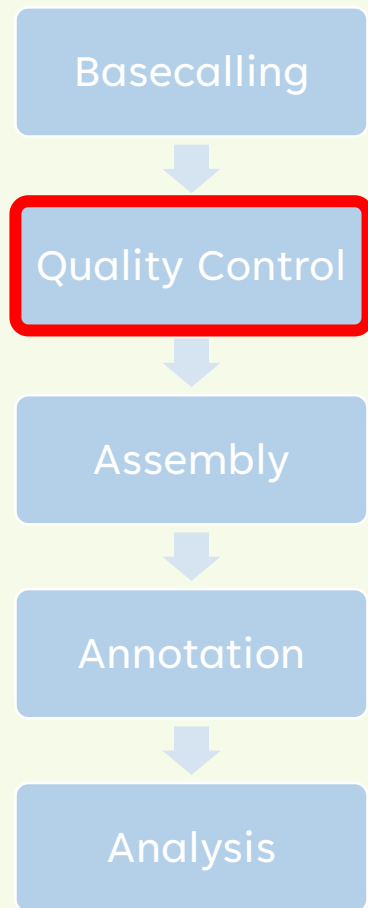 Basecalling
Quality Control
Assembly
Annotation
Analysis